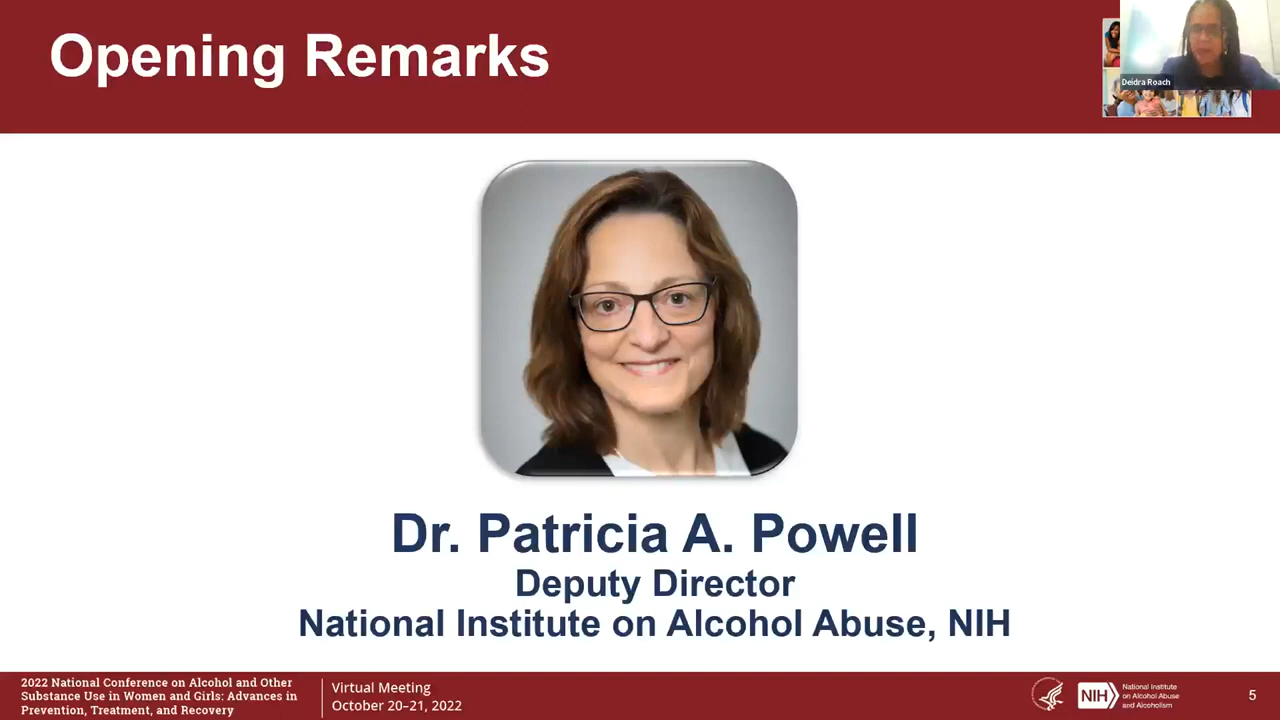 Opening Remarks
Deidra Roach
Dr. Patricia A. Powell
Deputy Director
National Institute on Alcohol Abuse, NIH
2022 National Conference on Alcohol and Other
Substance Use in Women and Girls: Advances in
Prevention, Treatment, and Recovery
Virtual Meeting
October 20–21, 2022
NIH
National Institute
on Alcohol Abuse
and Alcoholism
5